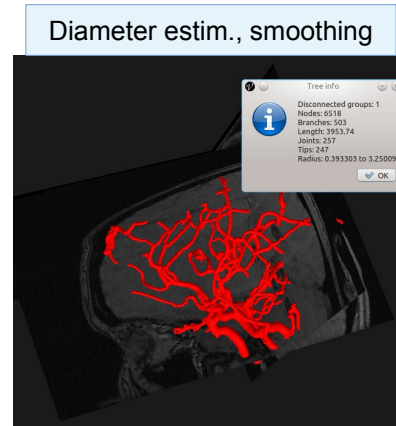 Diameter estim., smoothing
Tree info
Disconnected groups: 1
Nodes: 6518
Branches: 503
Length: 3953.74
Joints: 257
Tips: 247
Radius: 0.393303 to 3.25009
OK